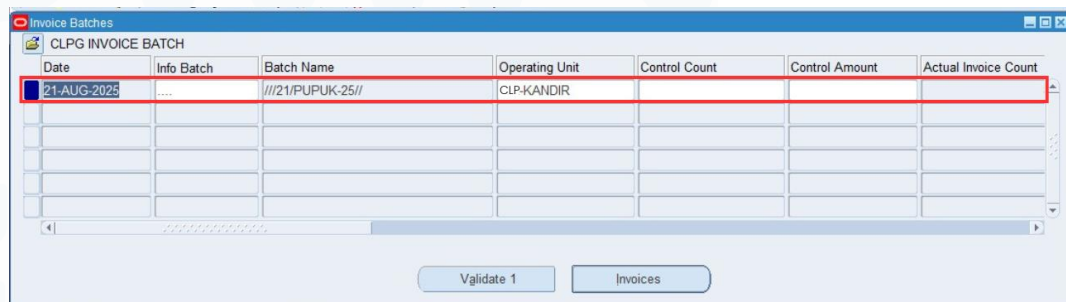 Invoice Batches
CLPG INVOICE BATCH
Date Info Batch Batch Name Operating Unit Control Count Control Amount Actual Invoice Count
21-AUG-2025 .... ///21/PUPUK-25// CLP-KANDIR
Validate 1 Invoices